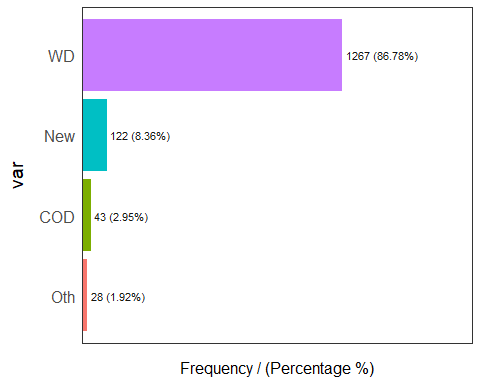 WD
1267 (86.78%)
New
122 (8.36%)
COD
43 (2.95%)
Oth
28 (1.92%)
var
Frequency / (Percentage %)